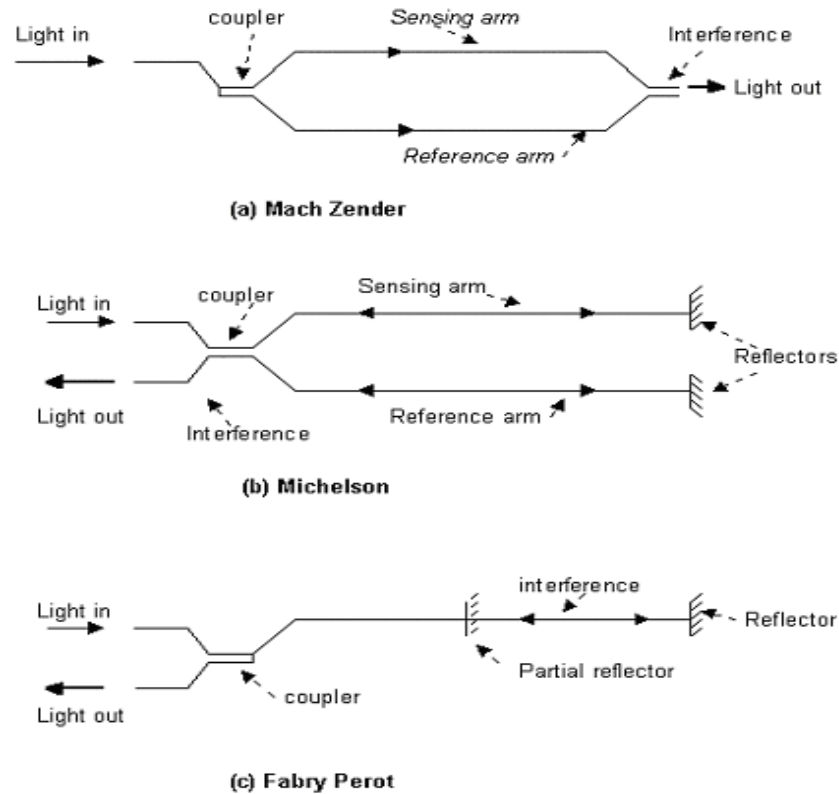 coupler
Sensing arm
Light in
Interference
Light out
Reference arm
(a) Mach Zender
Sensing arm
Light in
coupler
Reflectors
Light out
Reference arm
Interference
(b) Michelson
interference
Light in
Reflector
Partial reflector
coupler
Light out
(c) Fabry Perot